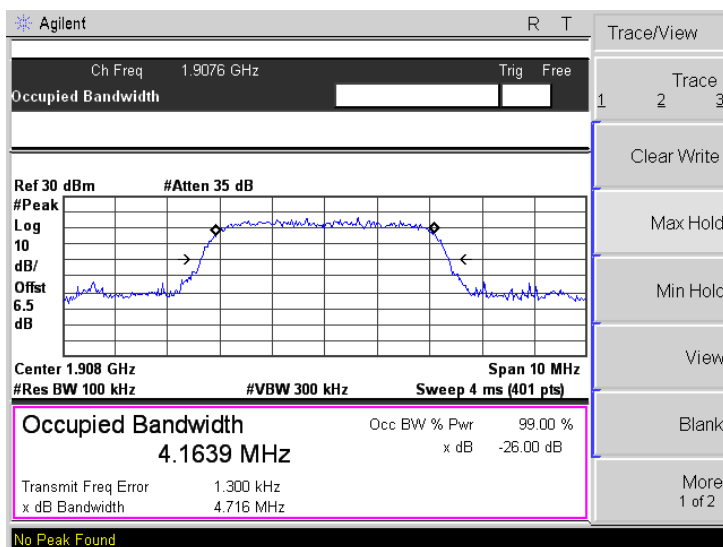 Agilent R T
Ch Freq 1.9076 GHz Trig Free
Occupied Bandwidth
Ref 30 dBm #Atten 35 dB
#Peak
Log
10
dB/
Offst
6.5
dB
Center 1.908 GHz Span 10 MHz
#Res BW 100 kHz #VBW 300 kHz Sweep 4 ms (401 pts)
Occupied Bandwidth
4.1639 MHz
Occ BW % Pwr 99.00 %
x dB -26.00 dB
Transmit Freq Error 1.300 kHz
x dB Bandwidth 4.716 MHz
No Peak Found
Trace/View
Trace
1 2 3
Clear Write
Max Hold
Min Hold
View
Blank
More
1 of 2